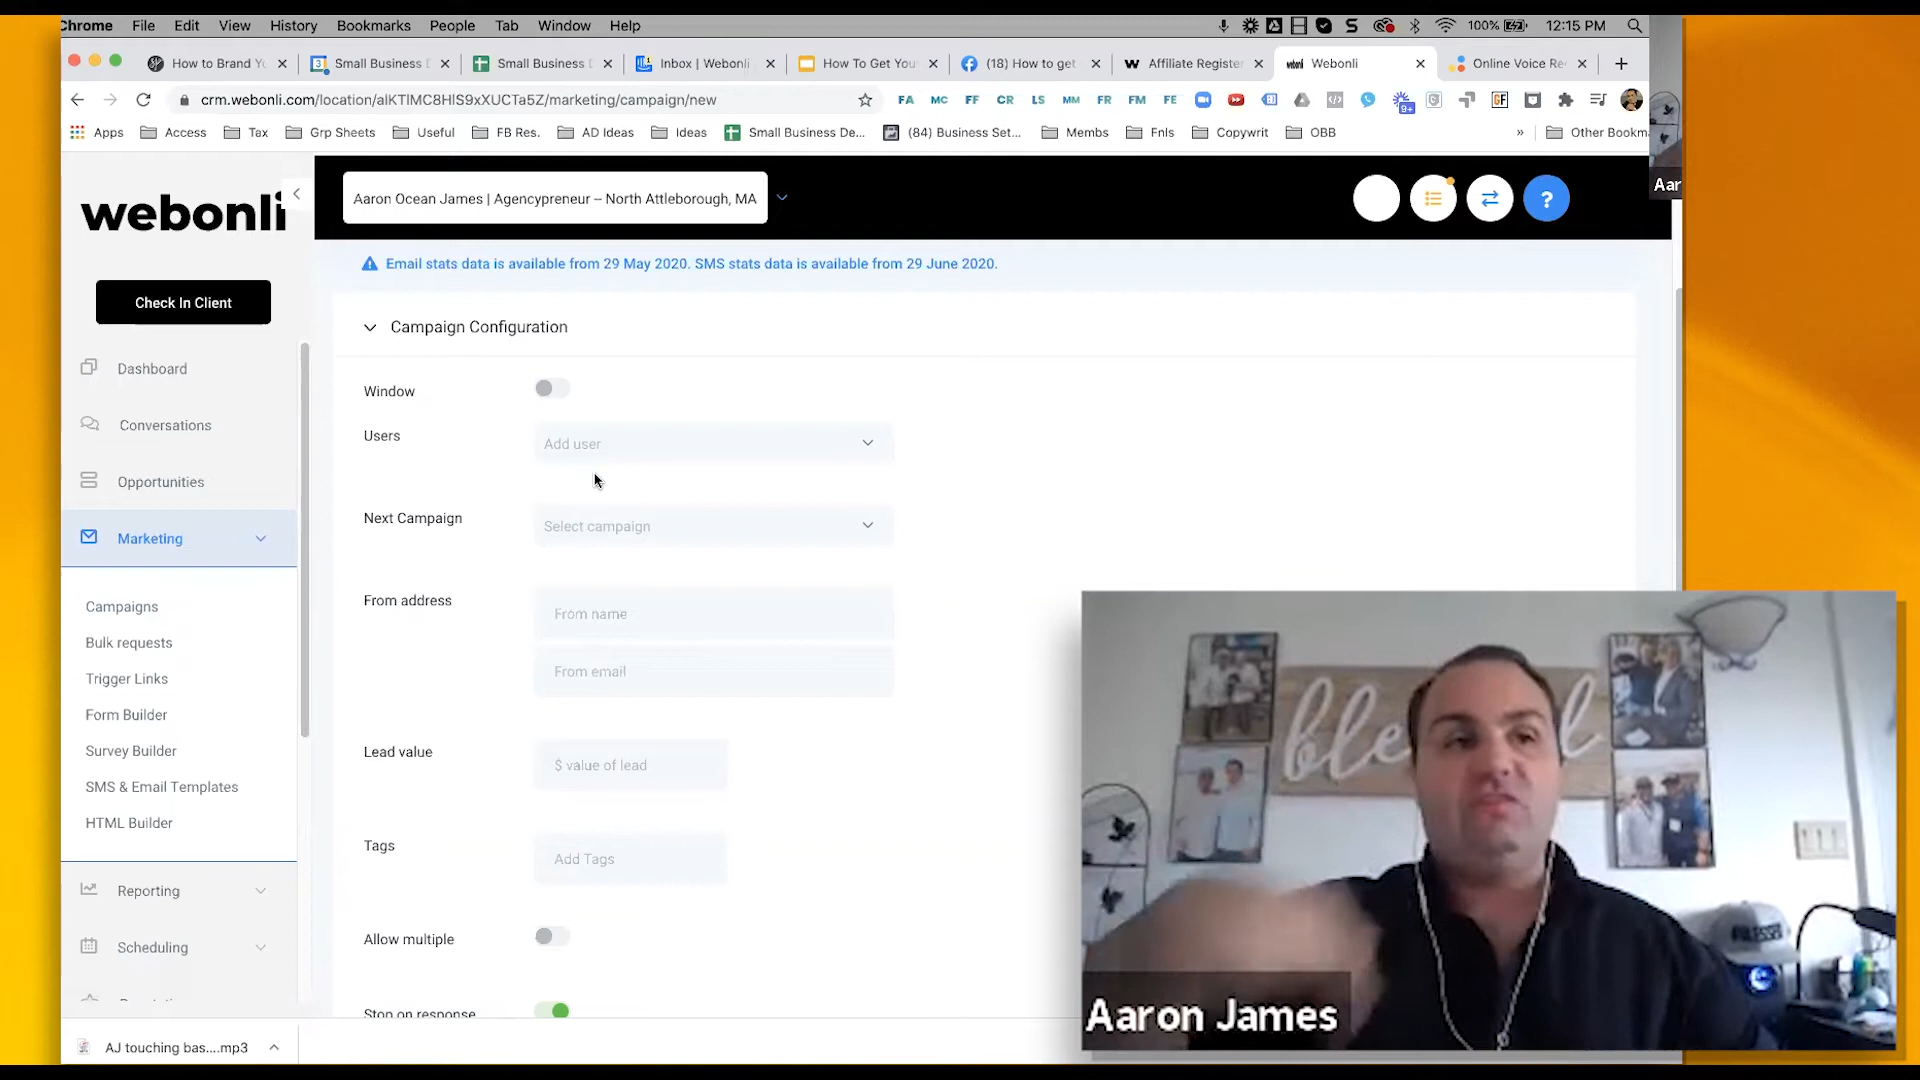 Chrome File Edit View History Bookmarks People Tab Window Help 100% 12:15 PM
How to Brand Yo
Small Business D
Small Business D
Inbox | Webonli
How To Get You
(18) How to get
Affiliate Register
webonli Webonli
Online Voice Re
crm.webonli.com/location/alKTlMC8HlS9xXUCTa5Z/marketing/campaign/new
FA MC FF CR LS MM FR FM FE 9+ GF
Apps Access Tax Grp Sheets Useful FB Res. AD Ideas Ideas Small Business De... (84) Business Set... Membs Fnls Copywrit OBB » Other Bookm
Aar
webonli
Aaron Ocean James | Agencypreneur – North Attleborough, MA
?
Check In Client
Email stats data is available from 29 May 2020. SMS stats data is available from 29 June 2020.
Campaign Configuration
Dashboard
Conversations
Opportunities
Marketing
Campaigns
Bulk requests
Trigger Links
Form Builder
Survey Builder
SMS & Email Templates
HTML Builder
Reporting
Scheduling
Window
Users
Add user
Next Campaign
Select campaign
From address
From name
From email
Lead value
$ value of lead
Tags
Add Tags
Allow multiple
Stop on response
AJ touching bas....mp3
Aaron James